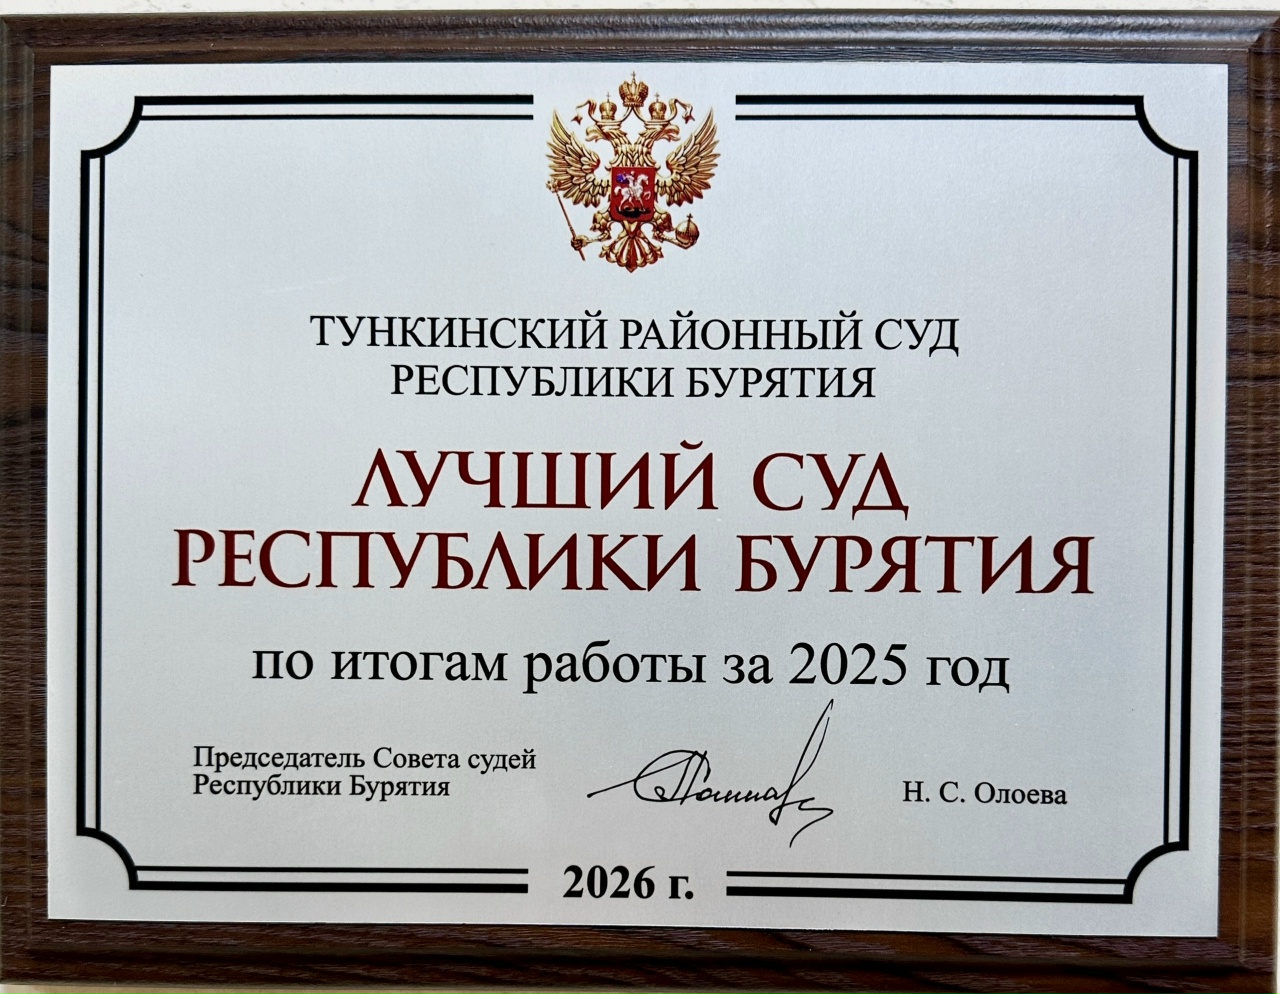 ТУНКИНСКИЙ РАЙОННЫЙ СУД
РЕСПУБЛИКИ БУРЯТИЯ
ЛУЧШИЙ СУД
РЕСПУБЛИКИ БУРЯТИЯ
по итогам работы за 2025 год
Председатель Совета судей
Республики Бурятия
Н. С. Олоева
2026 г.